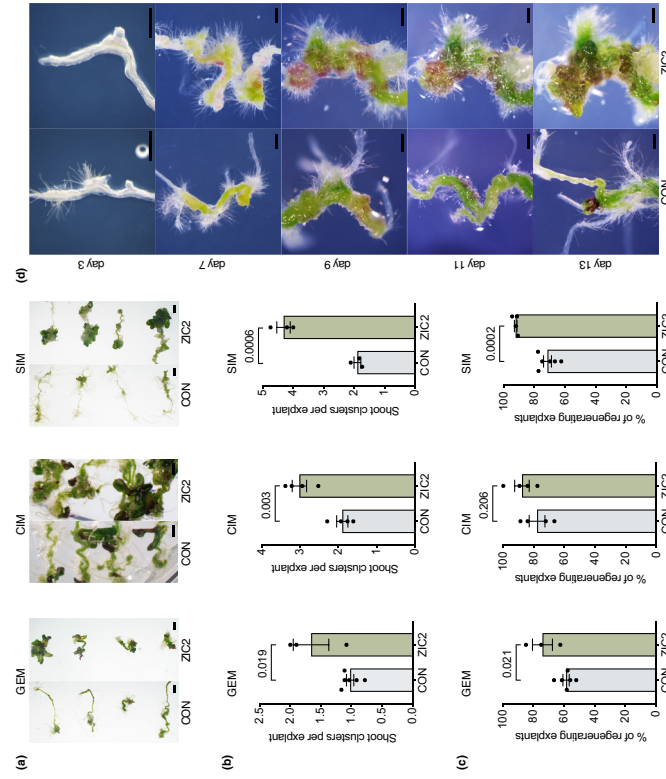 (a)
GEM
CIM
SIM
CON
ZIC2
CON
ZIC2
CON
ZIC2
(b)
GEM
Shoot clusters per explant
2.5
2.0
1.5
1.0
0.5
0.0
0.019
CON
ZIC2
CIM
Shoot clusters per explant
4
3
2
1
0
0.003
CON
ZIC2
SIM
Shoot clusters per explant
5
4
3
2
1
0
0.0006
CON
ZIC2
(c)
GEM
% of regenerating explants
100
80
60
40
20
0
0.021
CON
ZIC2
CIM
% of regenerating explants
100
80
60
40
20
0
0.206
CON
ZIC2
SIM
% of regenerating explants
100
80
60
40
20
0
0.0002
CON
ZIC2
(d)
day 3
day 7
day 9
day 11
day 13
CON
ZIC2